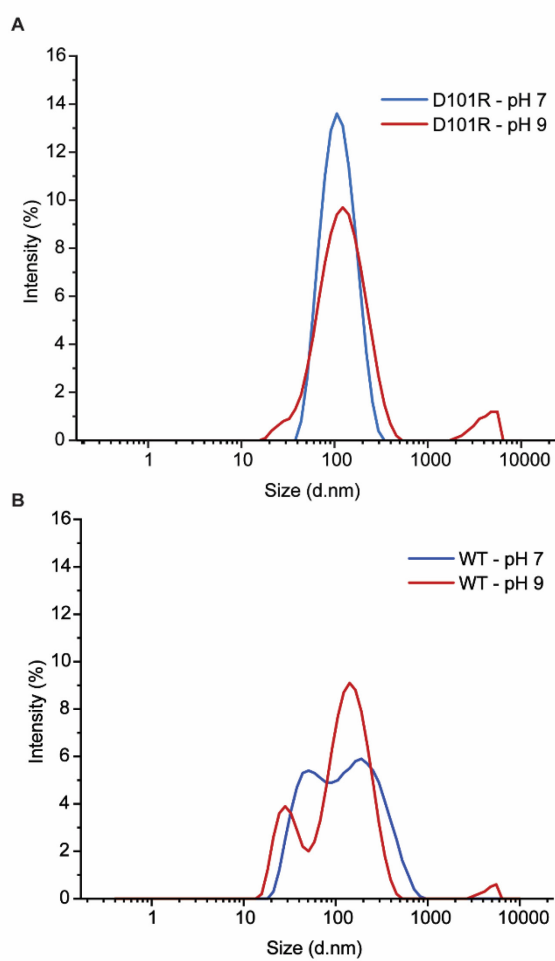 A
16
14
12
10
8
6
4
2
0
Intensity (%)
D101R - pH 7
D101R - pH 9
1 10 100 1000 10000
Size (d.nm)
B
16
14
12
10
8
6
4
2
0
Intensity (%)
WT - pH 7
WT - pH 9
1 10 100 1000 10000
Size (d.nm)